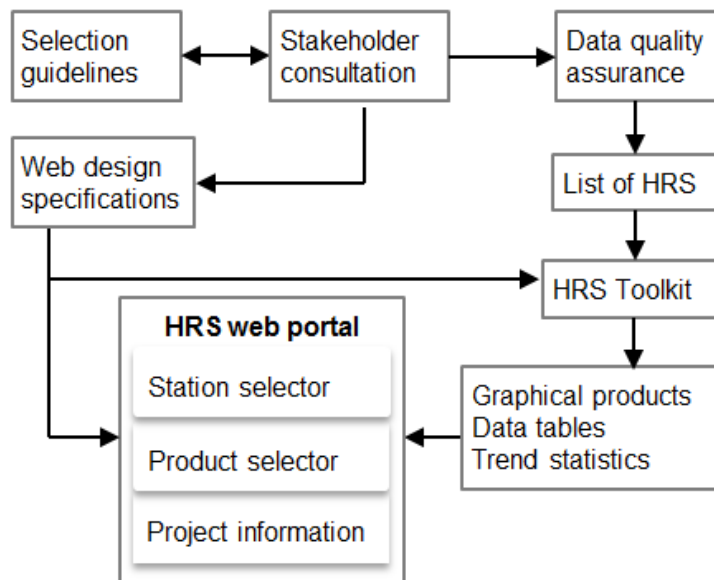 Selection
guidelines
Stakeholder
consultation
Data quality
assurance
Web design
specifications
List of HRS
HRS Toolkit
HRS web portal
Station selector
Product selector
Project information
Graphical products
Data tables
Trend statistics